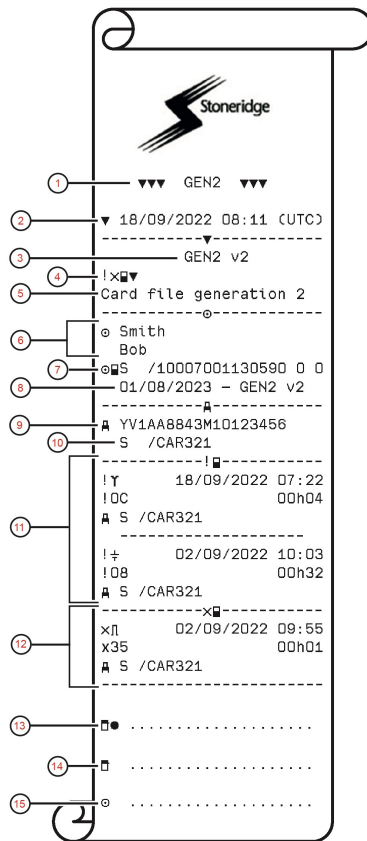 Stoneridge
1 ▼▼▼ GEN2 ▼▼▼
2 ▼ 18/09/2022 08:11 (UTC)
3 GEN2 v2
4 !×▼
5 Card file generation 2
6 Smith
Bob
7 S /10007001130590 0 0
8 01/08/2023 - GEN2 v2
9 YV1AA8843M10123456
10 S /CAR321
11 ! 18/09/2022 07:22
!0C 00h04
S /CAR321
! 02/09/2022 10:03
!08 00h32
S /CAR321
12 × 02/09/2022 09:55
x35 00h01
S /CAR321
13 ....................
14 ....................
15 ....................